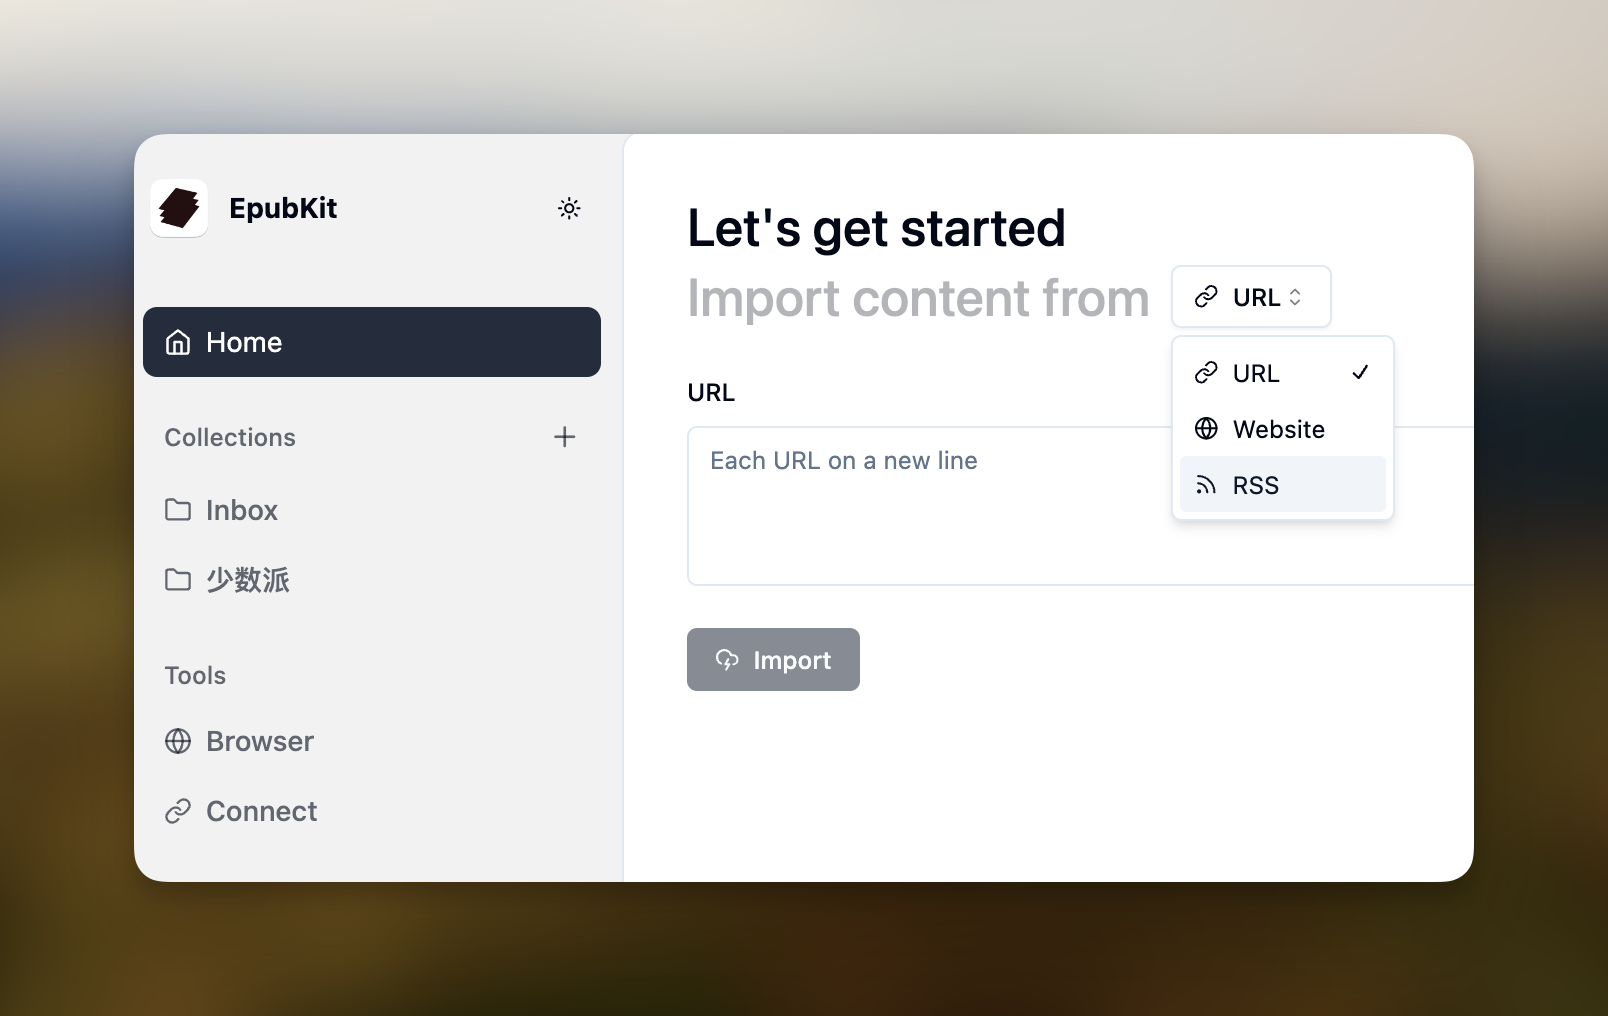 EpubKit
Home
Collections
Inbox
少数派
Tools
Browser
Connect
Let's get started
Import content from
URL
URL
Website
RSS
URL
Each URL on a new line
Import